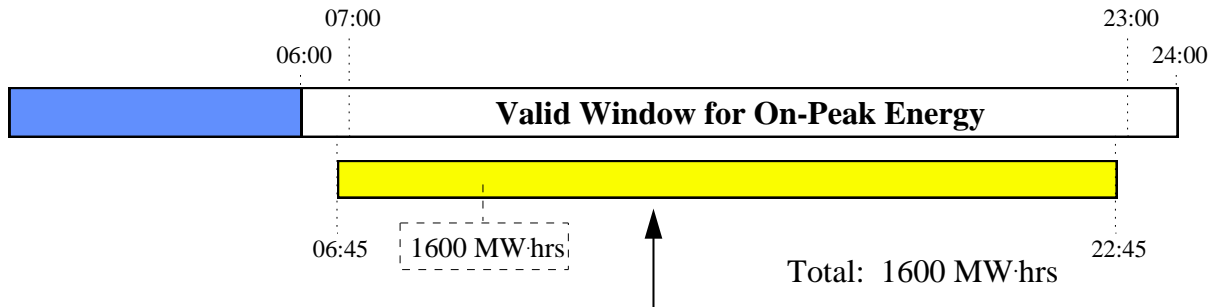 07:00 23:00
06:00 24:00
Valid Window for On-Peak Energy
06:45 1600 MW·hrs 22:45
Total: 1600 MW·hrs